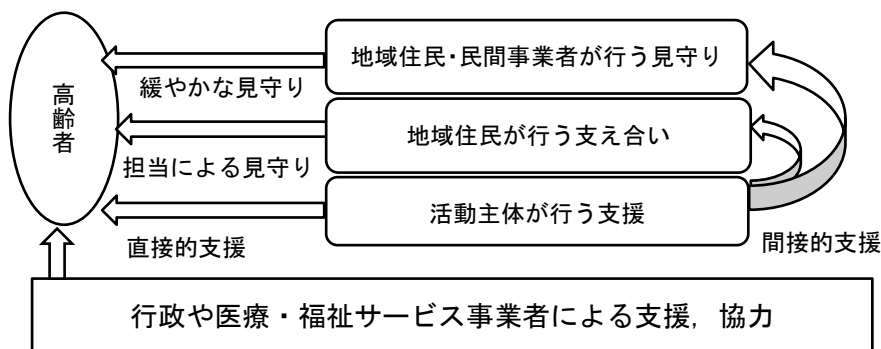 高齢者
地域住民・民間事業者が行う見守り
緩やかな見守り
地域住民が行う支え合い
担当による見守り
活動主体が行う支援
直接的支援
間接的支援
行政や医療・福祉サービス事業者による支援，協力